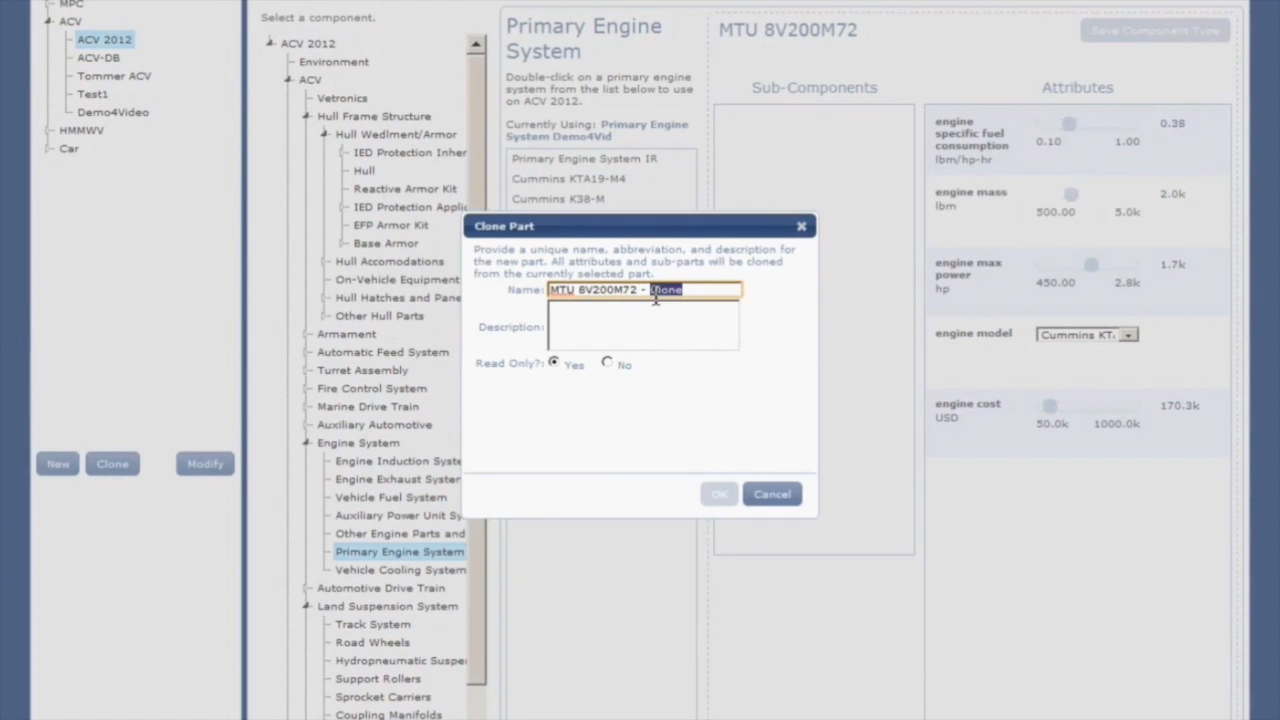 MPC
ACV
ACV 2012
ACV-DB
Tommer ACV
Test1
Demo4Video
HMMWV
Car
New
Clone
Modify
Select a component.
ACV 2012
Environment
ACV
Vetronics
Hull Frame Structure
Hull Wedlment/Armor
IED Protection Inher
Hull
Reactive Armor Kit
IED Protection Applic
EFP Armor Kit
Base Armor
Hull Accomodations
On-Vehicle Equipment
Hull Hatches and Pane
Other Hull Parts
Armament
Automatic Feed System
Turret Assembly
Fire Control System
Marine Drive Train
Auxiliary Automotive
Engine System
Engine Induction Syste
Engine Exhaust System
Vehicle Fuel System
Auxiliary Power Unit Sy
Other Engine Parts and
Primary Engine System
Vehicle Cooling System
Automotive Drive Train
Land Suspension System
Track System
Road Wheels
Hydropneumatic Suspe
Support Rollers
Sprocket Carriers
Coupling Manifolds
Primary Engine
System
Double-click on a primary engine
system from the list below to use
on ACV 2012.
Currently Using: Primary Engine
System Demo4Vid
Primary Engine System IR
Cummins KTA19-M4
Cummins K38-M
MTU 8V200M72
Save Component Type
Sub-Components
Attributes
engine
specific fuel
consumption
lbm/hp-hr
0.38
0.10 1.00
engine mass
lbm
2.0k
500.00 5.0k
engine max
power
hp
1.7k
450.00 2.8k
engine model
Cummins KT
engine cost
USD
170.3k
50.0k 1000.0k
Clone Part
Provide a unique name, abbreviation, and description for
the new part. All attributes and sub-parts will be cloned
from the currently selected part.
Name: MTU 8V200M72 - Clone
Description:
Read Only?: Yes No
OK
Cancel